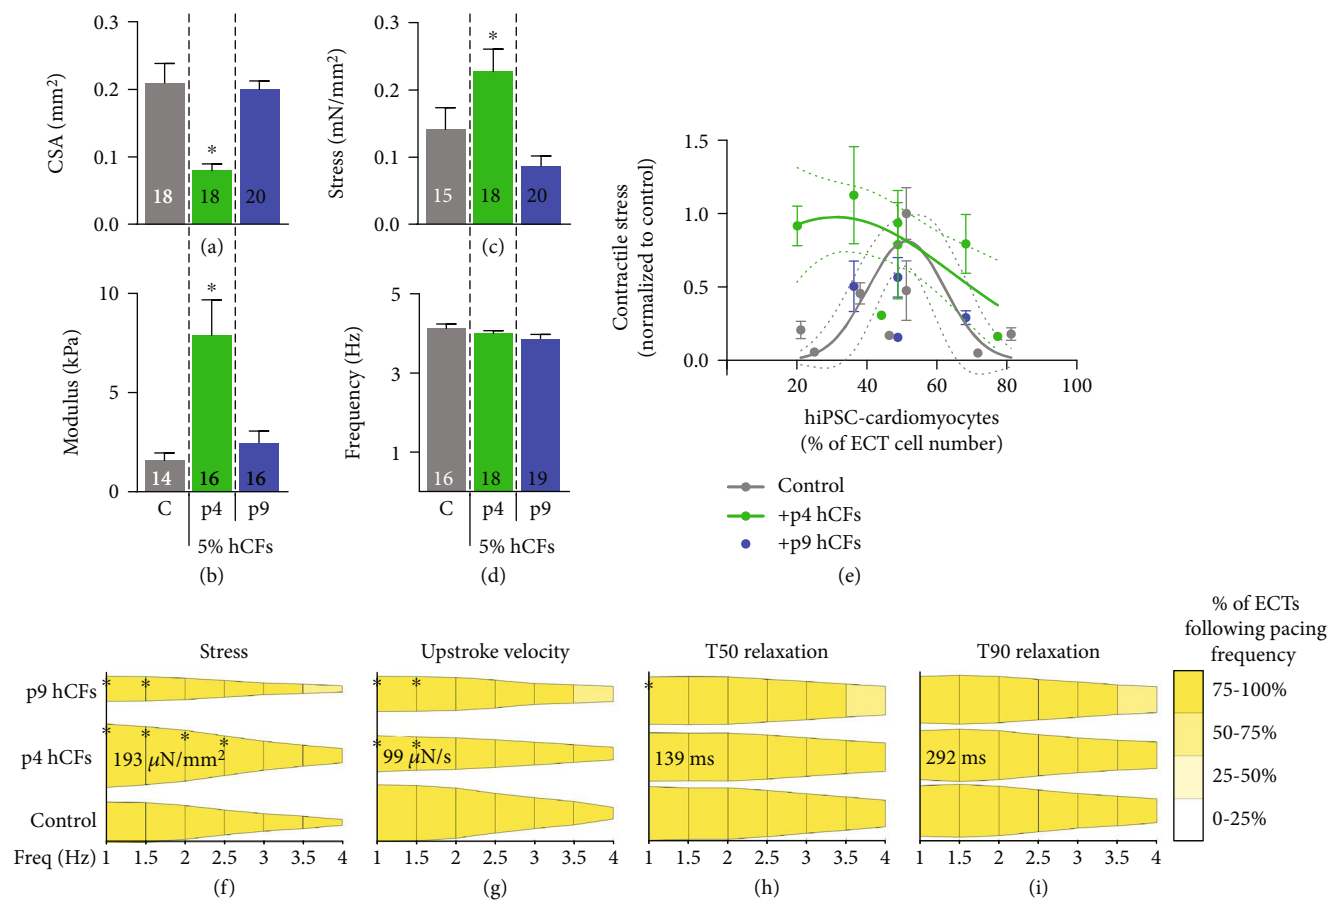 CSA (mm²)
0.3
0.2
0.1
0.0
*
18
18
20
(a)
Stress (mN/mm²)
0.3
0.2
0.1
0.0
*
15
18
20
(c)
Modulus (kPa)
10
5
0
*
14
16
16
C
p4
p9
5% hCFs
(b)
Frequency (Hz)
5
3
1
16
18
19
C
p4
p9
5% hCFs
(d)
Contractile stress
(normalized to control)
1.5
1.0
0.5
0.0
20
40
60
80
100
hiPSC-cardiomyocytes
(% of ECT cell number)
Control
+p4 hCFs
+p9 hCFs
(e)
Stress
p9 hCFs
* *
p4 hCFs
* * * *
193 μN/mm²
Control
Freq (Hz)
1 1.5 2 2.5 3 3.5 4
(f)
Upstroke velocity
* *
* *
99 μN/s
1 1.5 2 2.5 3 3.5 4
(g)
T50 relaxation
*
139 ms
1 1.5 2 2.5 3 3.5 4
(h)
T90 relaxation
292 ms
1 1.5 2 2.5 3 3.5 4
(i)
% of ECTs
following pacing
frequency
75-100%
50-75%
25-50%
0-25%